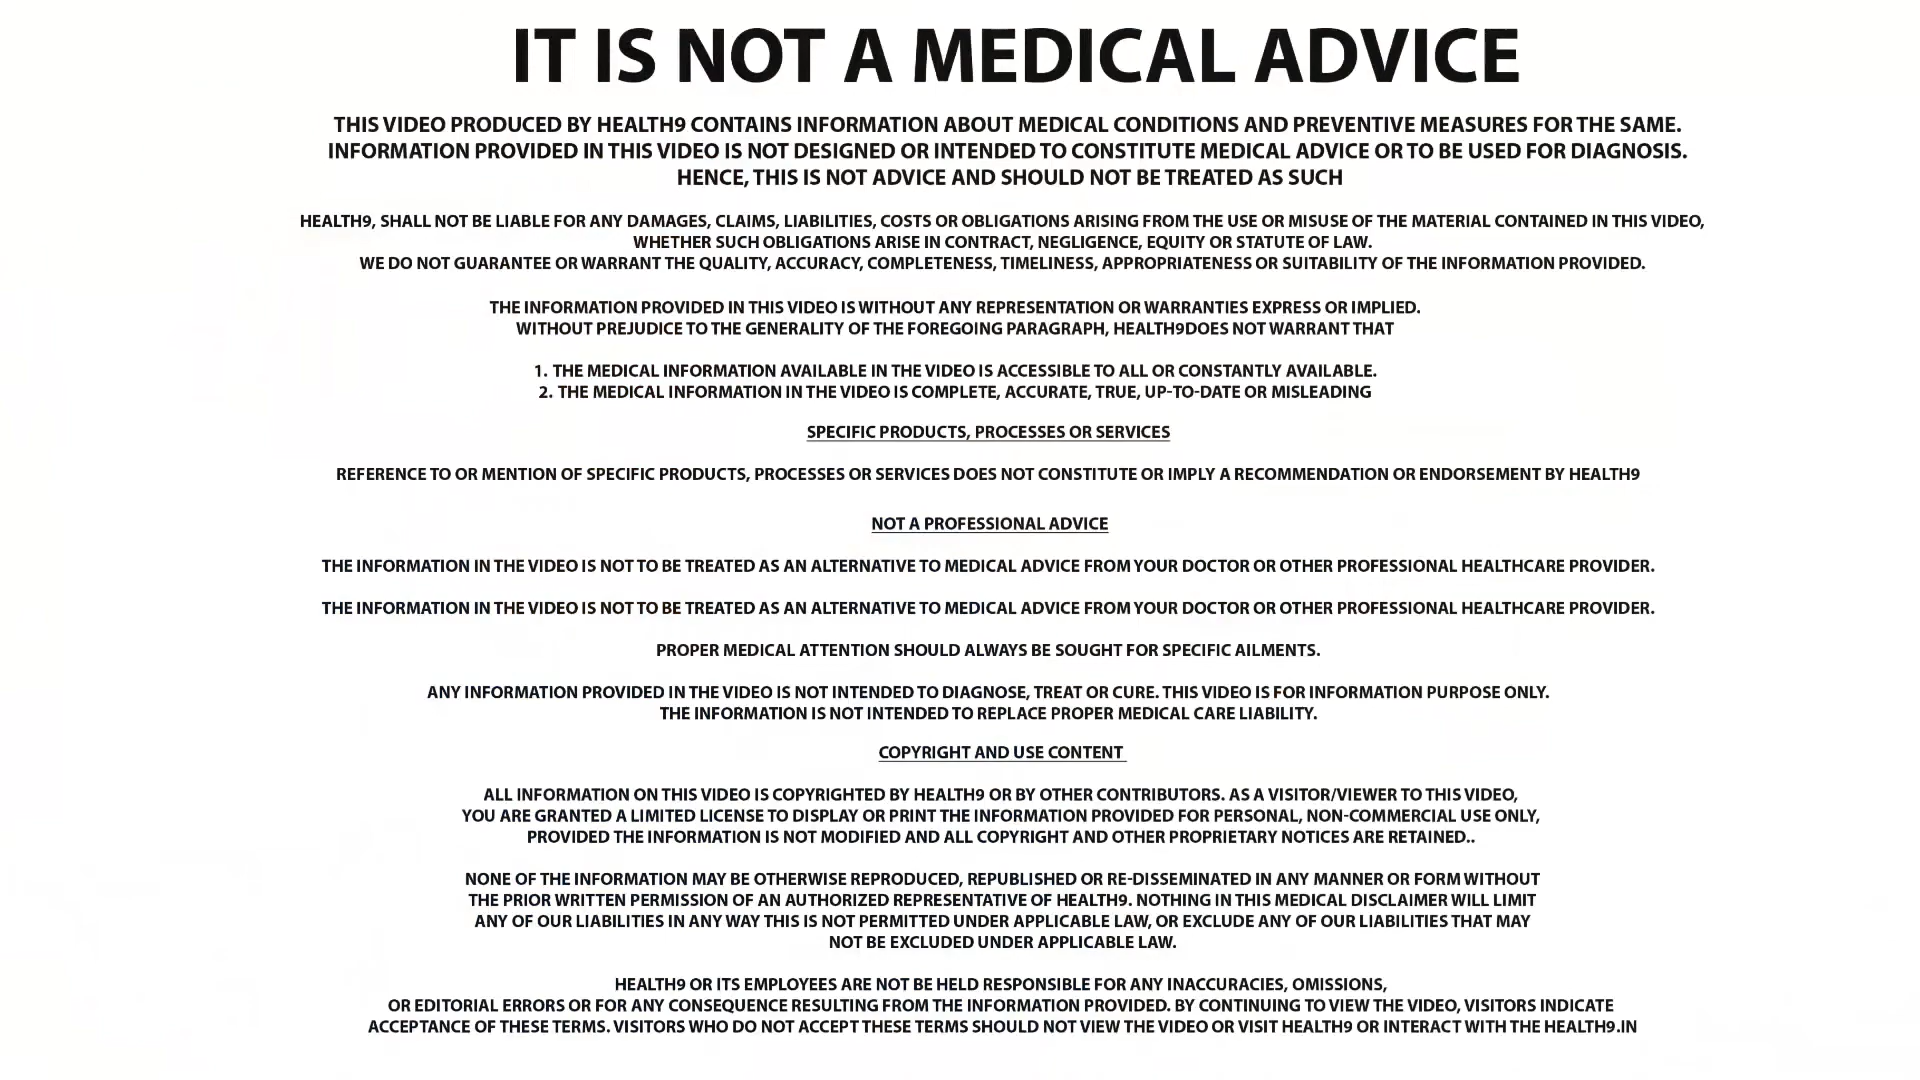 IT IS NOT A MEDICAL ADVICE
THIS VIDEO PRODUCED BY HEALTH9 CONTAINS INFORMATION ABOUT MEDICAL CONDITIONS AND PREVENTIVE MEASURES FOR THE SAME.
INFORMATION PROVIDED IN THIS VIDEO IS NOT DESIGNED OR INTENDED TO CONSTITUTE MEDICAL ADVICE OR TO BE USED FOR DIAGNOSIS.
HENCE, THIS IS NOT ADVICE AND SHOULD NOT BE TREATED AS SUCH
HEALTH9, SHALL NOT BE LIABLE FOR ANY DAMAGES, CLAIMS, LIABILITIES, COSTS OR OBLIGATIONS ARISING FROM THE USE OR MISUSE OF THE MATERIAL CONTAINED IN THIS VIDEO,
WHETHER SUCH OBLIGATIONS ARISE IN CONTRACT, NEGLIGENCE, EQUITY OR STATUTE OF LAW.
WE DO NOT GUARANTEE OR WARRANT THE QUALITY, ACCURACY, COMPLETENESS, TIMELINESS, APPROPRIATENESS OR SUITABILITY OF THE INFORMATION PROVIDED.
THE INFORMATION PROVIDED IN THIS VIDEO IS WITHOUT ANY REPRESENTATION OR WARRANTIES EXPRESS OR IMPLIED.
WITHOUT PREJUDICE TO THE GENERALITY OF THE FOREGOING PARAGRAPH, HEALTH9DOES NOT WARRANT THAT
1. THE MEDICAL INFORMATION AVAILABLE IN THE VIDEO IS ACCESSIBLE TO ALL OR CONSTANTLY AVAILABLE.
2. THE MEDICAL INFORMATION IN THE VIDEO IS COMPLETE, ACCURATE, TRUE, UP-TO-DATE OR MISLEADING
SPECIFIC PRODUCTS, PROCESSES OR SERVICES
REFERENCE TO OR MENTION OF SPECIFIC PRODUCTS, PROCESSES OR SERVICES DOES NOT CONSTITUTE OR IMPLY A RECOMMENDATION OR ENDORSEMENT BY HEALTH9
NOT A PROFESSIONAL ADVICE
THE INFORMATION IN THE VIDEO IS NOT TO BE TREATED AS AN ALTERNATIVE TO MEDICAL ADVICE FROM YOUR DOCTOR OR OTHER PROFESSIONAL HEALTHCARE PROVIDER.
THE INFORMATION IN THE VIDEO IS NOT TO BE TREATED AS AN ALTERNATIVE TO MEDICAL ADVICE FROM YOUR DOCTOR OR OTHER PROFESSIONAL HEALTHCARE PROVIDER.
PROPER MEDICAL ATTENTION SHOULD ALWAYS BE SOUGHT FOR SPECIFIC AILMENTS.
ANY INFORMATION PROVIDED IN THE VIDEO IS NOT INTENDED TO DIAGNOSE, TREAT OR CURE. THIS VIDEO IS FOR INFORMATION PURPOSE ONLY.
THE INFORMATION IS NOT INTENDED TO REPLACE PROPER MEDICAL CARE LIABILITY.
COPYRIGHT AND USE CONTENT
ALL INFORMATION ON THIS VIDEO IS COPYRIGHTED BY HEALTH9 OR BY OTHER CONTRIBUTORS. AS A VISITOR/VIEWER TO THIS VIDEO,
YOU ARE GRANTED A LIMITED LICENSE TO DISPLAY OR PRINT THE INFORMATION PROVIDED FOR PERSONAL, NON-COMMERCIAL USE ONLY,
PROVIDED THE INFORMATION IS NOT MODIFIED AND ALL COPYRIGHT AND OTHER PROPRIETARY NOTICES ARE RETAINED..
NONE OF THE INFORMATION MAY BE OTHERWISE REPRODUCED, REPUBLISHED OR RE-DISSEMINATED IN ANY MANNER OR FORM WITHOUT
THE PRIOR WRITTEN PERMISSION OF AN AUTHORIZED REPRESENTATIVE OF HEALTH9. NOTHING IN THIS MEDICAL DISCLAIMER WILL LIMIT
ANY OF OUR LIABILITIES IN ANY WAY THIS IS NOT PERMITTED UNDER APPLICABLE LAW, OR EXCLUDE ANY OF OUR LIABILITIES THAT MAY
NOT BE EXCLUDED UNDER APPLICABLE LAW.
HEALTH9 OR ITS EMPLOYEES ARE NOT BE HELD RESPONSIBLE FOR ANY INACCURACIES, OMISSIONS,
OR EDITORIAL ERRORS OR FOR ANY CONSEQUENCE RESULTING FROM THE INFORMATION PROVIDED. BY CONTINUING TO VIEW THE VIDEO, VISITORS INDICATE
ACCEPTANCE OF THESE TERMS. VISITORS WHO DO NOT ACCEPT THESE TERMS SHOULD NOT VIEW THE VIDEO OR VISIT HEALTH9 OR INTERACT WITH THE HEALTH9.IN